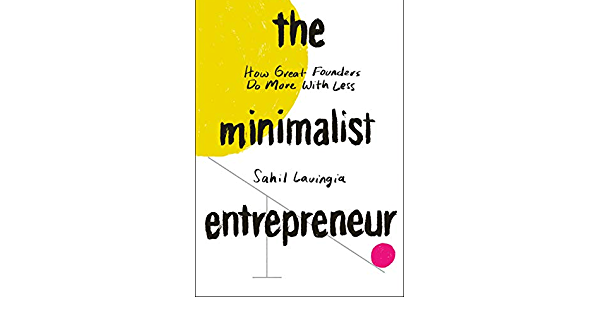 the
How Great Founders
Do More With Less
minimalist
Sahil Lavingia
entrepreneur.